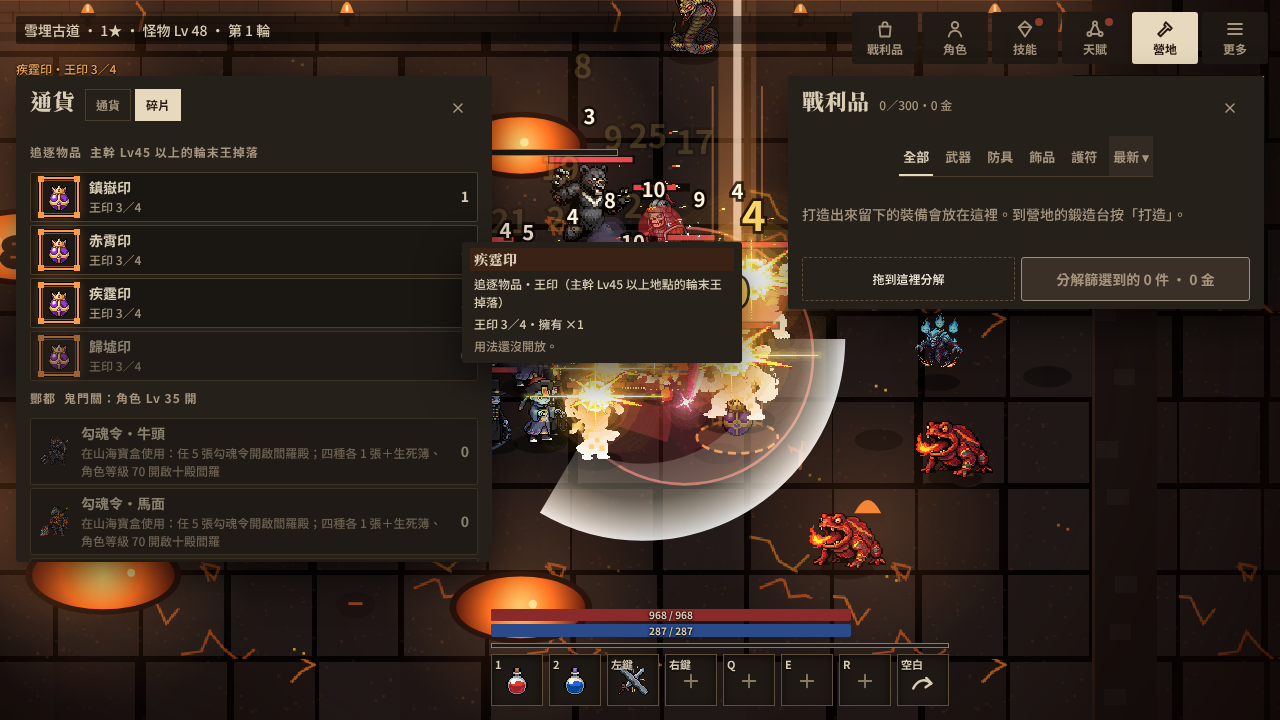 雪埋古道 · 1★ · 怪物 Lv 48 · 第 1 輪
疾霆印·王印 3／4
戰利品
角色
技能
天賦
營地
更多
通貨
通貨
碎片
×
追逐物品 主幹 Lv45 以上的輪末王掉落
鎮嶽印
王印 3／4
1
赤霄印
王印 3／4
疾霆印
王印 3／4
歸墟印
王印 3／4
酆都 鬼門關：角色 Lv 35 開
勾魂令·牛頭
在山海寶盒使用：任 5 張勾魂令開啟閻羅殿；四種各 1 張＋生死簿、
角色等級 70 開啟十殿閻羅
0
勾魂令·馬面
在山海寶盒使用：任 5 張勾魂令開啟閻羅殿；四種各 1 張＋生死簿、
角色等級 70 開啟十殿閻羅
0
疾霆印
追逐物品·王印（主幹 Lv45 以上地點的輪末王
掉落）
王印 3／4·擁有 ×1
用法還沒開放。
8
3
9
25
17
10
8
9
4
4
4
4 5
10
戰利品 0／300·0 金
×
全部
武器
防具
飾品
護符
最新▾
打造出來留下的裝備會放在這裡。到營地的鍛造台按「打造」。
拖到這裡分解
分解篩選到的 0 件 · 0 金
968 / 968
287 / 287
1
2
左鍵
右鍵
Q
E
R
空白